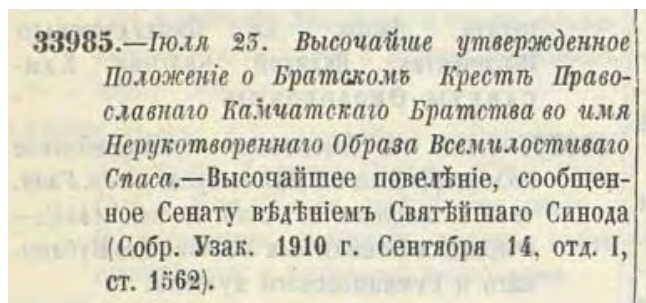 33985.—Іюля 23. Высочайше утвержденное
Положеніе о Братскомъ Крестѣ Право-
славнаго Камчатскаго Братства во имя
Нерукотвореннаго Образа Всемилостиваго
Спаса.—Высочайшее повелѣніе, сообщен-
ное Сенату вѣдѣніемъ Святѣйшаго Синода
(Собр. Узак. 1910 г. Сентября 14, отд. I,
ст. 1562).